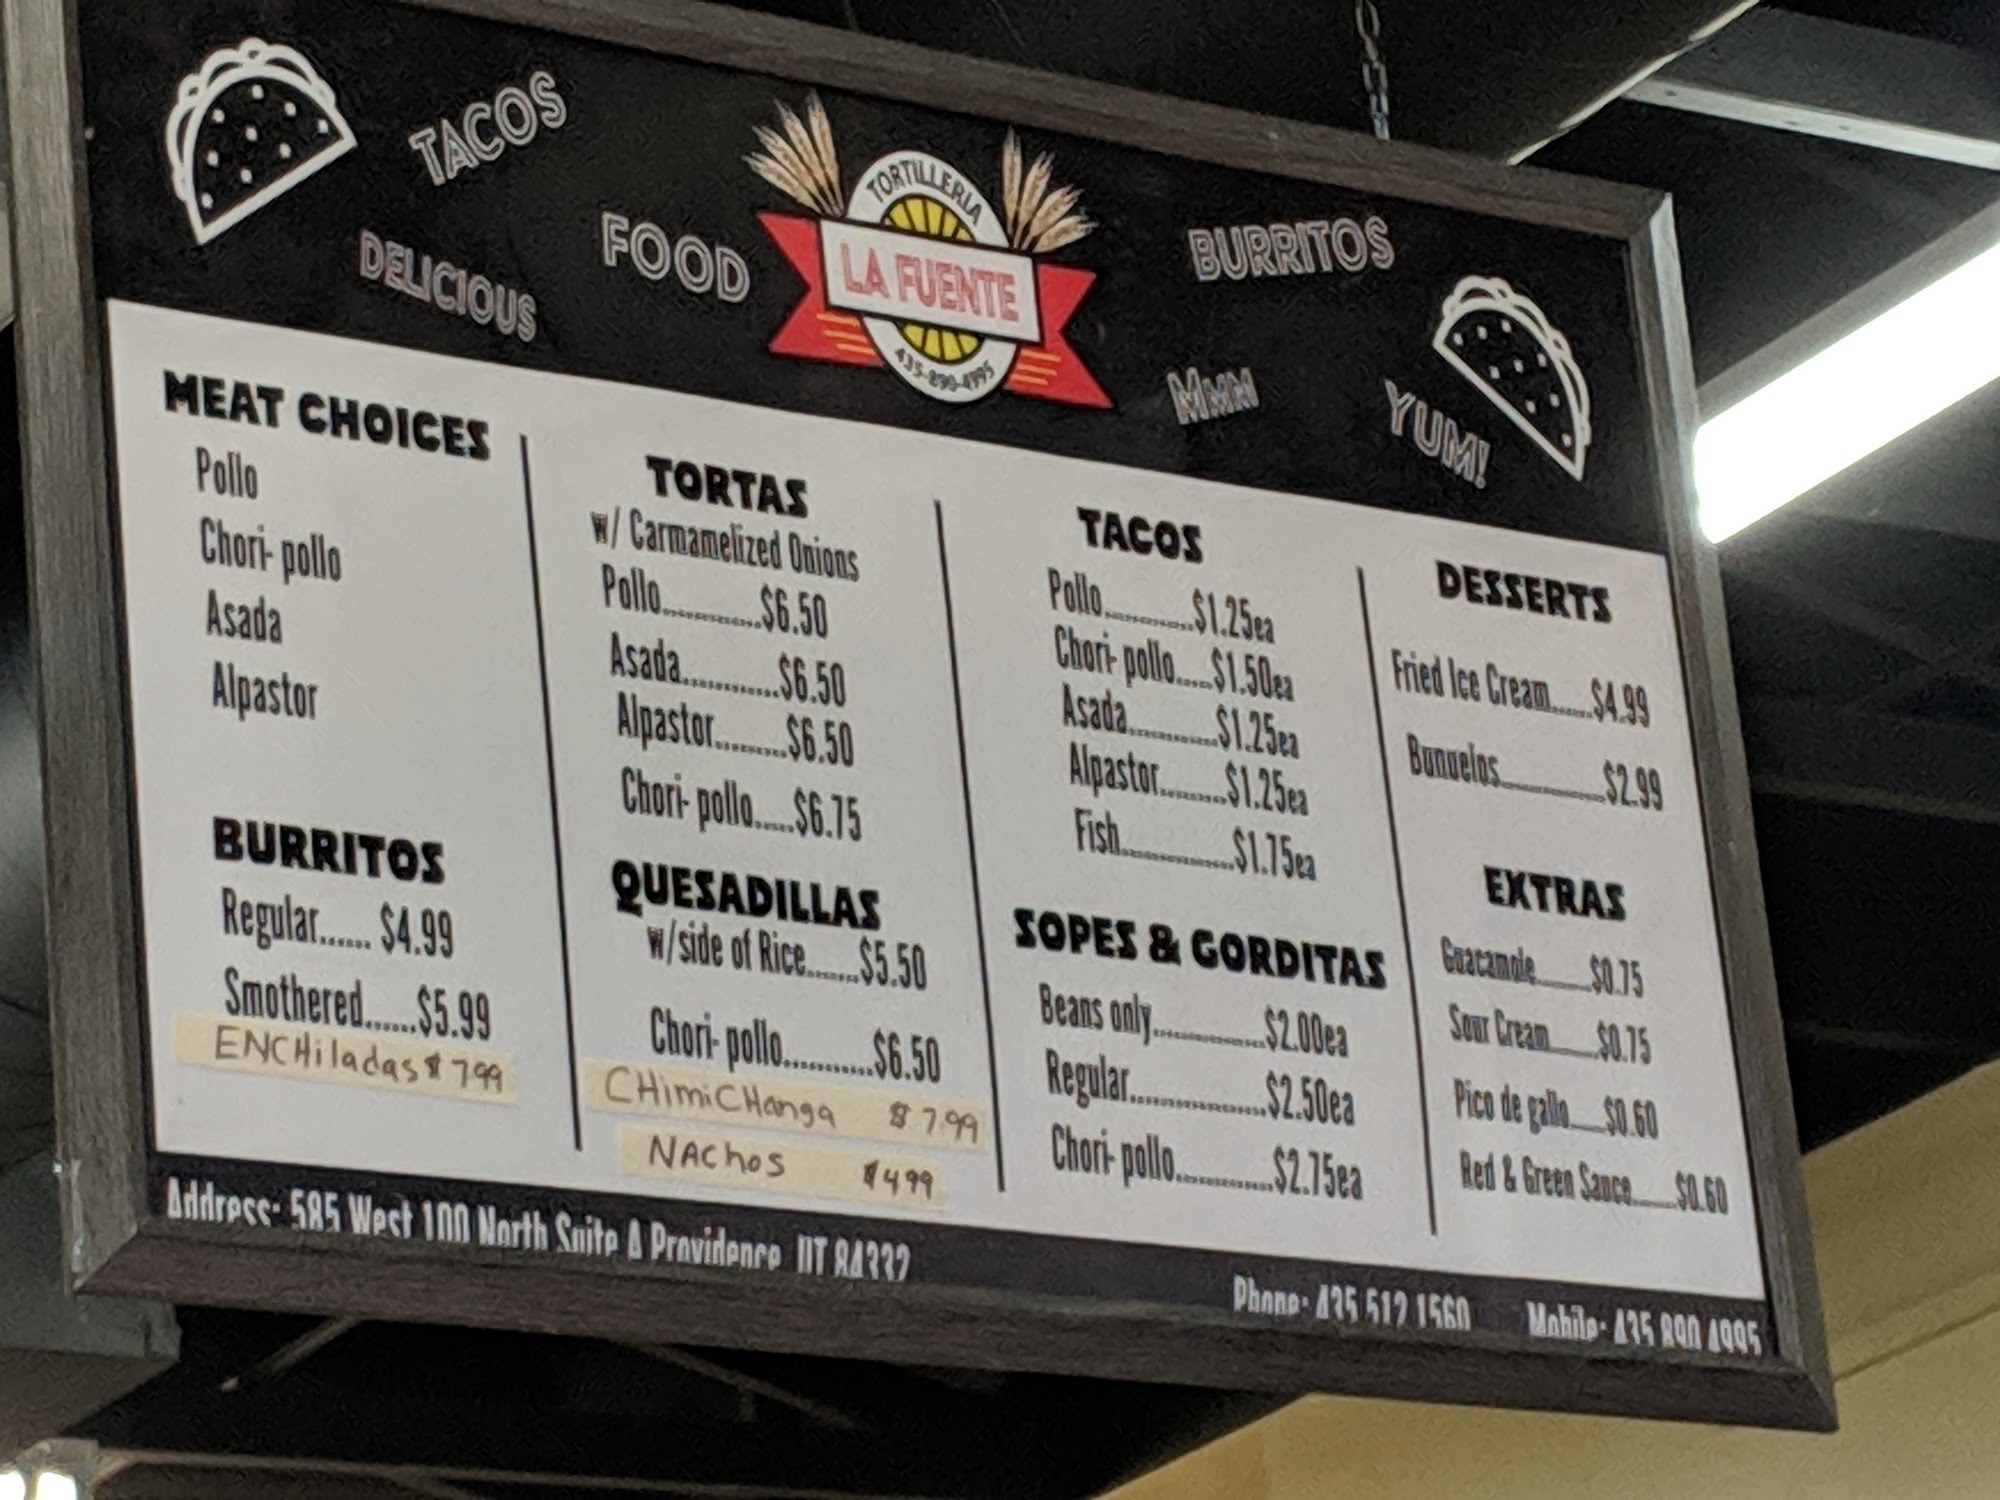 TACOS
DELICIOUS
FOOD
TORTILLERIA
LA FUENTE
435-890-4995
BURRITOS
MMM
YUM!
MEAT CHOICES
Pollo
Chori- pollo
Asada
Alpastor
BURRITOS
Regular...... $4.99
Smothered......$5.99
ENCHiladas $ 7.99
TORTAS
w/ Carmamelized Onions
Pollo..............$6.50
Asada.............$6.50
Alpastor..........$6.50
Chori- pollo.....$6.75
QUESADILLAS
w/side of Rice.......$5.50
Chori- pollo............$6.50
CHimiCHanga $ 7.99
NAchos $4.99
TACOS
Pollo.............$1.25ea
Chori- pollo.....$1.50ea
Asada.............$1.25ea
Alpastor.........$1.25ea
Fish................$1.75ea
SOPES & GORDITAS
Beans only...............$2.00ea
Regular...................$2.50ea
Chori- pollo.............$2.75ea
DESSERTS
Fried Ice Cream......$4.99
Bunuelos...............$2.99
EXTRAS
Guacamole........$0.75
Sour Cream.......$0.75
Pico de gallo.....$0.60
Red & Green Sauce......$0.60
Address: 585 West 100 North Suite A Providence, UT 84332
Phone: 435 512 1560
Mobile: 435 890 4995